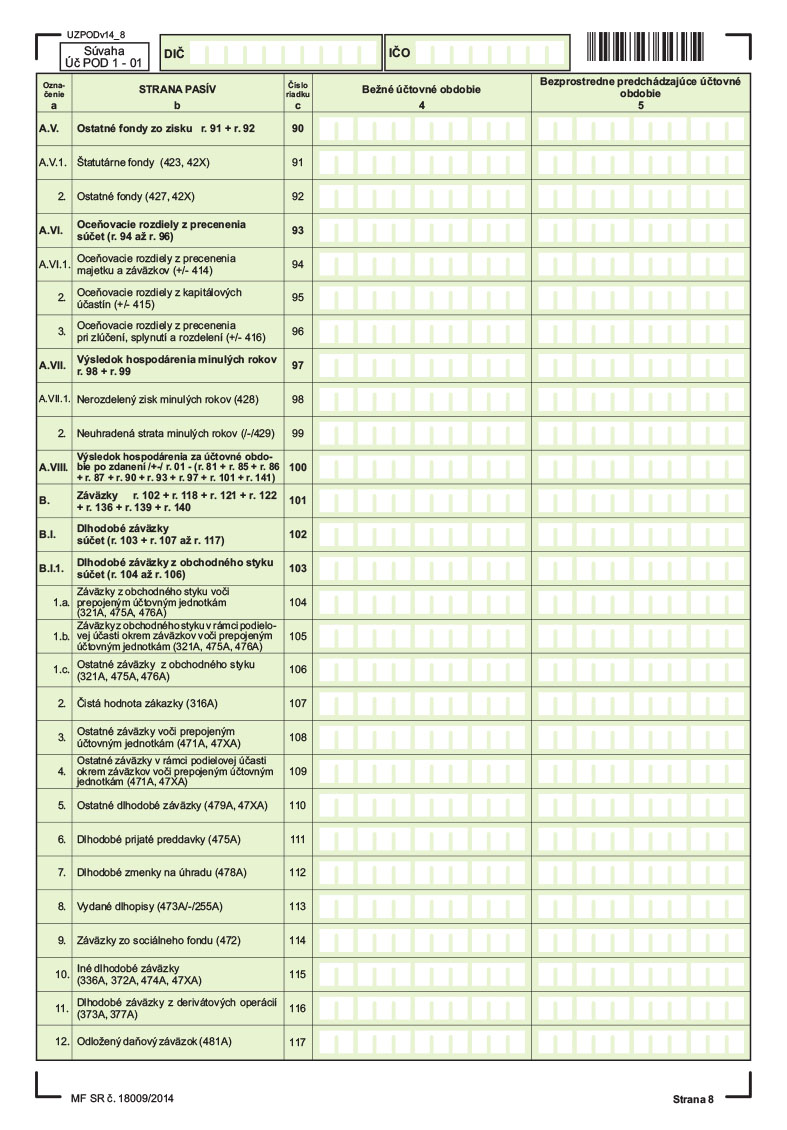 UZPODv14_8
Súvaha
Úč POD 1 - 01
DIČ
IČO
Ozna-
čenie
a
STRANA PASÍV
b
Číslo
riadku
c
Bežné účtovné obdobie
4
Bezprostredne predchádzajúce účtovné
obdobie
5
A.V. Ostatné fondy zo zisku r. 91 + r. 92 90
A.V.1. Štatutárne fondy (423, 42X) 91
2. Ostatné fondy (427, 42X) 92
A.VI. Oceňovacie rozdiely z precenenia
súčet (r. 94 až r. 96) 93
A.VI.1. Oceňovacie rozdiely z precenenia
majetku a záväzkov (+/- 414) 94
2. Oceňovacie rozdiely z kapitálových
účastín (+/- 415) 95
3. Oceňovacie rozdiely z precenenia
pri zlúčení, splynutí a rozdelení (+/- 416) 96
A.VII. Výsledok hospodárenia minulých rokov
r. 98 + r. 99 97
A.VII.1. Nerozdelený zisk minulých rokov (428) 98
2. Neuhradená strata minulých rokov (/-/429) 99
A.VIII. Výsledok hospodárenia za účtovné obdo-
bie po zdanení /+-/ r. 01 - (r. 81 + r. 85 + r. 86
+ r. 87 + r. 90 + r. 93 + r. 97 + r. 101 + r. 141) 100
B. Záväzky r. 102 + r. 118 + r. 121 + r. 122
+ r. 136 + r. 139 + r. 140 101
B.I. Dlhodobé záväzky
súčet (r. 103 + r. 107 až r. 117) 102
B.I.1. Dlhodobé záväzky z obchodného styku
súčet (r. 104 až r. 106) 103
1.a. Záväzky z obchodného styku voči
prepojeným účtovným jednotkám
(321A, 475A, 476A) 104
1.b. Záväzky z obchodného styku v rámci podielo-
vej účasti okrem záväzkov voči prepojeným
účtovným jednotkám (321A, 475A, 476A) 105
1.c. Ostatné záväzky z obchodného styku
(321A, 475A, 476A) 106
2. Čistá hodnota zákazky (316A) 107
3. Ostatné záväzky voči prepojeným
účtovným jednotkám (471A, 47XA) 108
4. Ostatné záväzky v rámci podielovej účasti
okrem záväzkov voči prepojeným účtovným
jednotkám (471A, 47XA) 109
5. Ostatné dlhodobé záväzky (479A, 47XA) 110
6. Dlhodobé prijaté preddavky (475A) 111
7. Dlhodobé zmenky na úhradu (478A) 112
8. Vydané dlhopisy (473A/-/255A) 113
9. Záväzky zo sociálneho fondu (472) 114
10. Iné dlhodobé záväzky
(336A, 372A, 474A, 47XA) 115
11. Dlhodobé záväzky z derivátových operácií
(373A, 377A) 116
12. Odložený daňový záväzok (481A) 117
MF SR č. 18009/2014
Strana 8